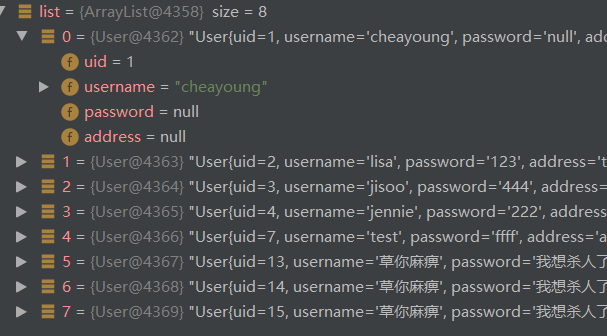 list = {ArrayList@4358} size = 8
0 = {User@4362} "User{uid=1, username='cheayoung', password='null', add
uid = 1
username = "cheayoung"
password = null
address = null
1 = {User@4363} "User{uid=2, username='lisa', password='123', address='t
2 = {User@4364} "User{uid=3, username='jisoo', password='444', address=
3 = {User@4365} "User{uid=4, username='jennie', password='222', address
4 = {User@4366} "User{uid=7, username='test', password='ffff', address='a
5 = {User@4367} "User{uid=13, username='草你麻痹', password='我想杀人了
6 = {User@4368} "User{uid=14, username='草你麻痹', password='我想杀人了
7 = {User@4369} "User{uid=15, username='草你麻痹', password='我想杀人了